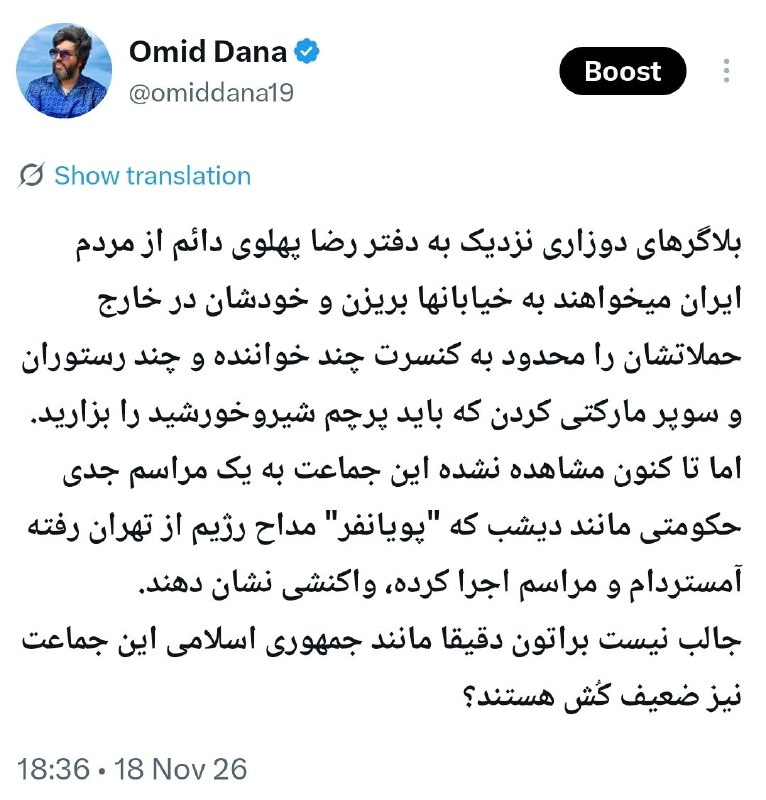 Omid Dana
@omiddana19
Boost
Show translation
بلاگرهای دوزاری نزدیک به دفتر رضا پهلوی دائم از مردم
ایران میخواهند به خیابانها بریزن و خودشان در خارج
حملاتشان را محدود به کنسرت چند خواننده و چند رستوران
و سوپر مارکتی کردن که باید پرچم شیروخورشید را بزارید.
اما تا کنون مشاهده نشده این جماعت به یک مراسم جدی
حکومتی مانند دیشب که "پویانفر" مداح رژیم از تهران رفته
آمستردام و مراسم اجرا کرده، واکنشی نشان دهند.
جالب نیست براتون دقیقا مانند جمهوری اسلامی این جماعت
نیز ضعیف کُش هستند؟
18:36 • 18 Nov 26